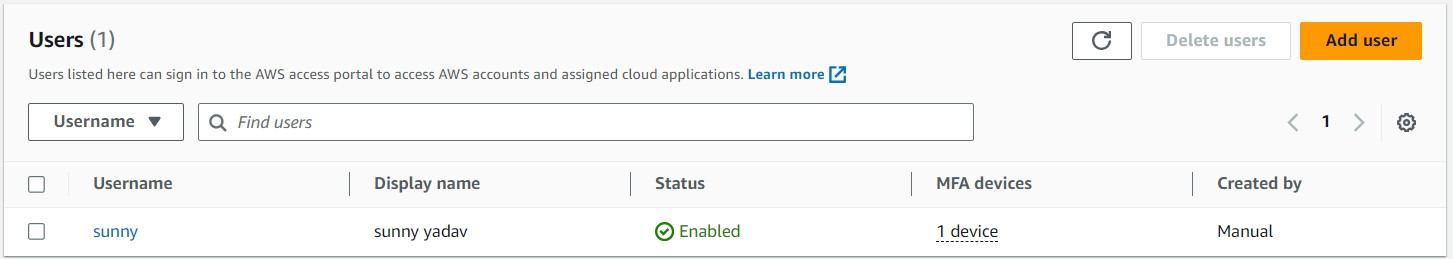 Users (1)
Delete users
Add user
Users listed here can sign in to the AWS access portal to access AWS accounts and assigned cloud applications. Learn more
Username
Find users
1
Username Display name Status MFA devices Created by
sunny sunny yadav Enabled 1 device Manual